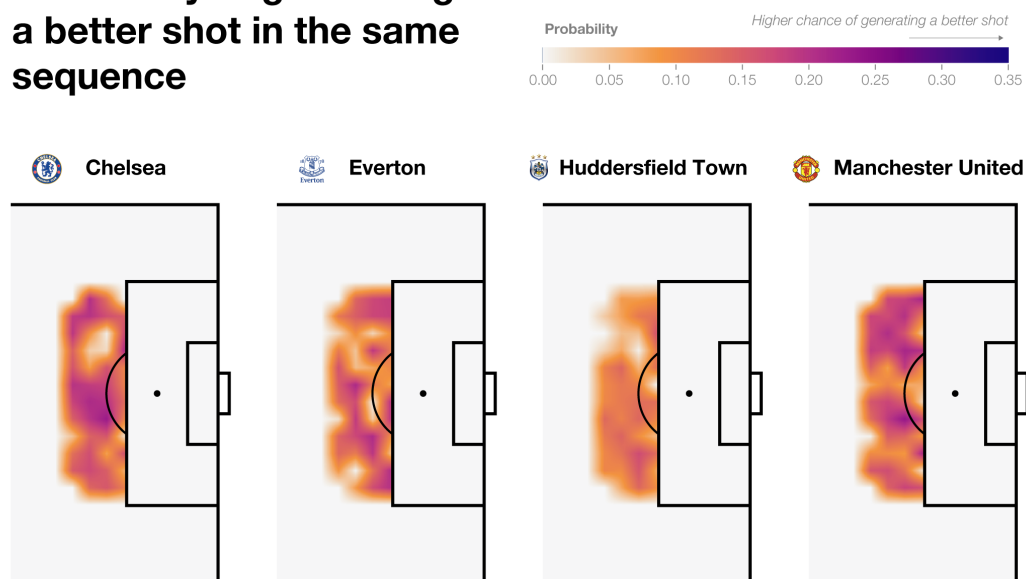 a better shot in the same
sequence
Probability
Higher chance of generating a better shot
0.00 0.05 0.10 0.15 0.20 0.25 0.30 0.35
Chelsea
Everton
Everton
Huddersfield Town
Manchester United